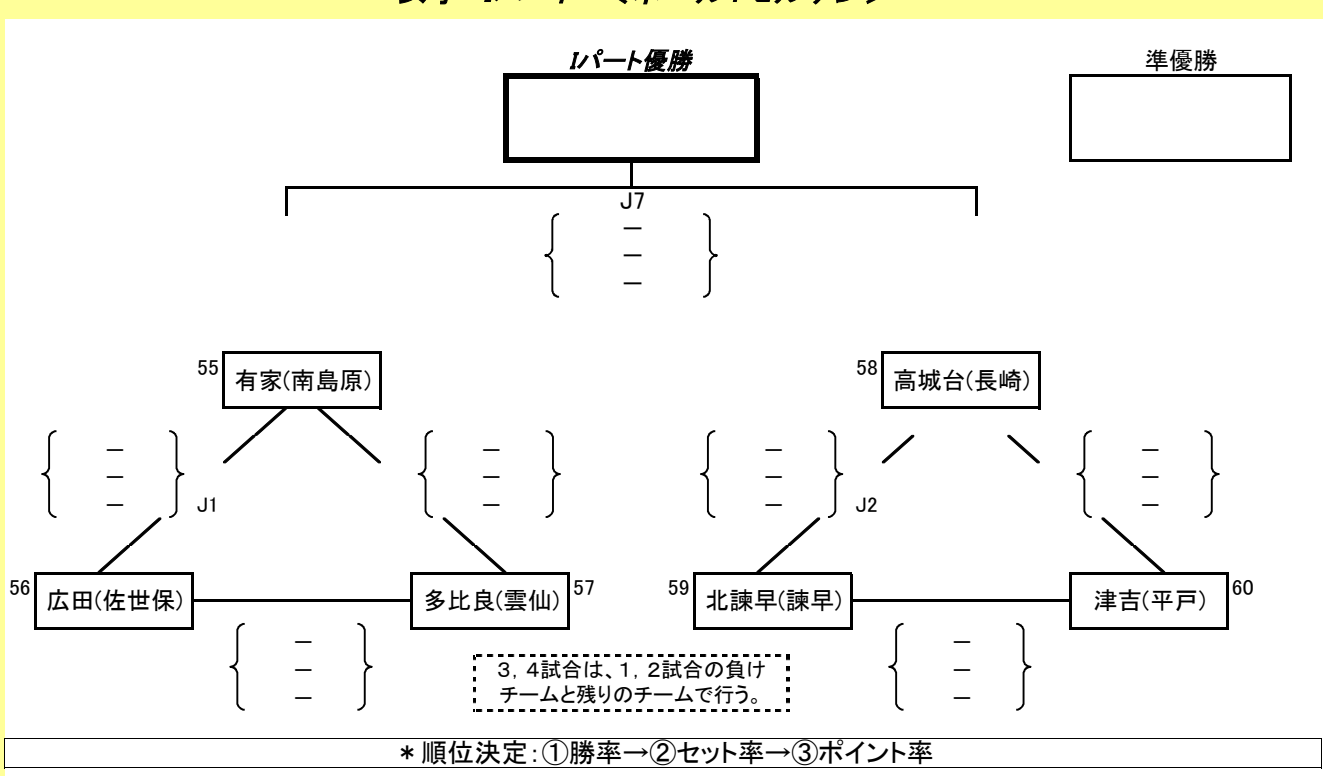 Iパート優勝
準優勝
J7
―
―
―
55
有家(南島原)
58
高城台(長崎)
― ― ― ―
― ― ― ―
― J1 ― ― J2 ―
56 広田(佐世保) 多比良(雲仙) 57 59 北諫早(諫早) 津吉(平戸) 60
― ―
― ―
― ―
3，4試合は、1，2試合の負け
チームと残りのチームで行う。
＊順位決定：①勝率→②セット率→③ポイント率